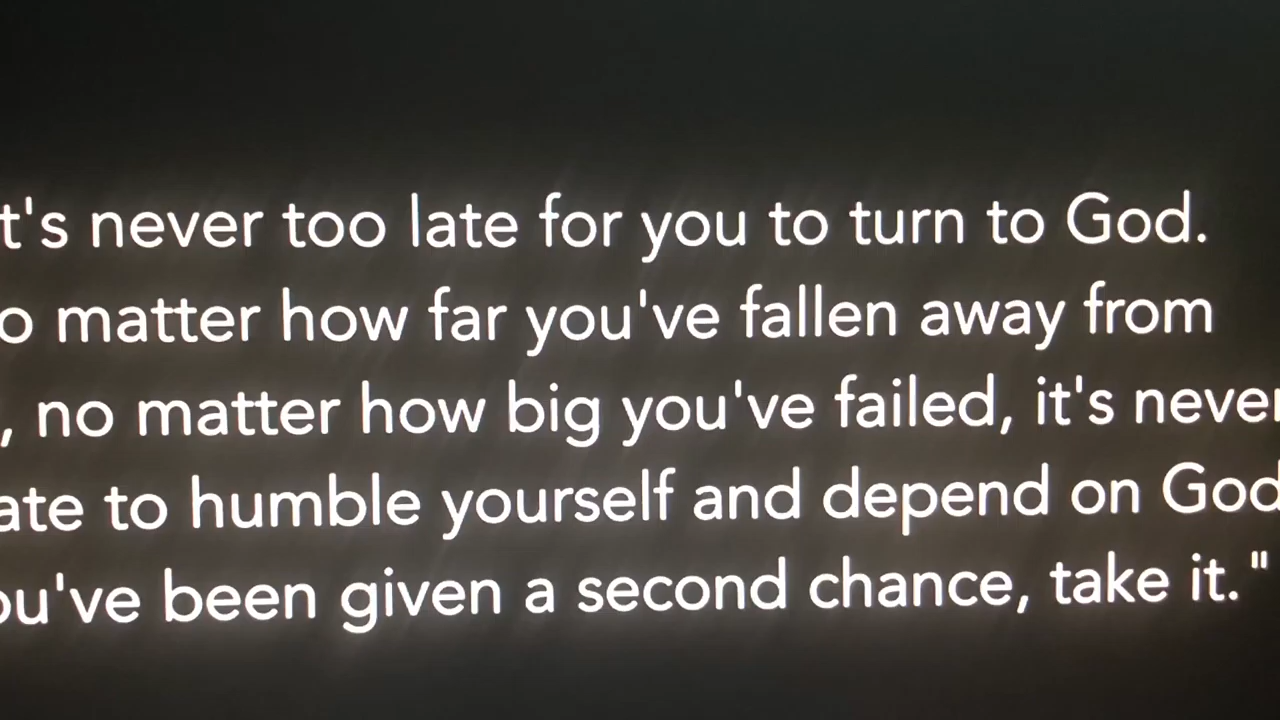 t's never too late for you to turn to God.
o matter how far you've fallen away from
, no matter how big you've failed, it's never
ate to humble yourself and depend on God
ou've been given a second chance, take it."